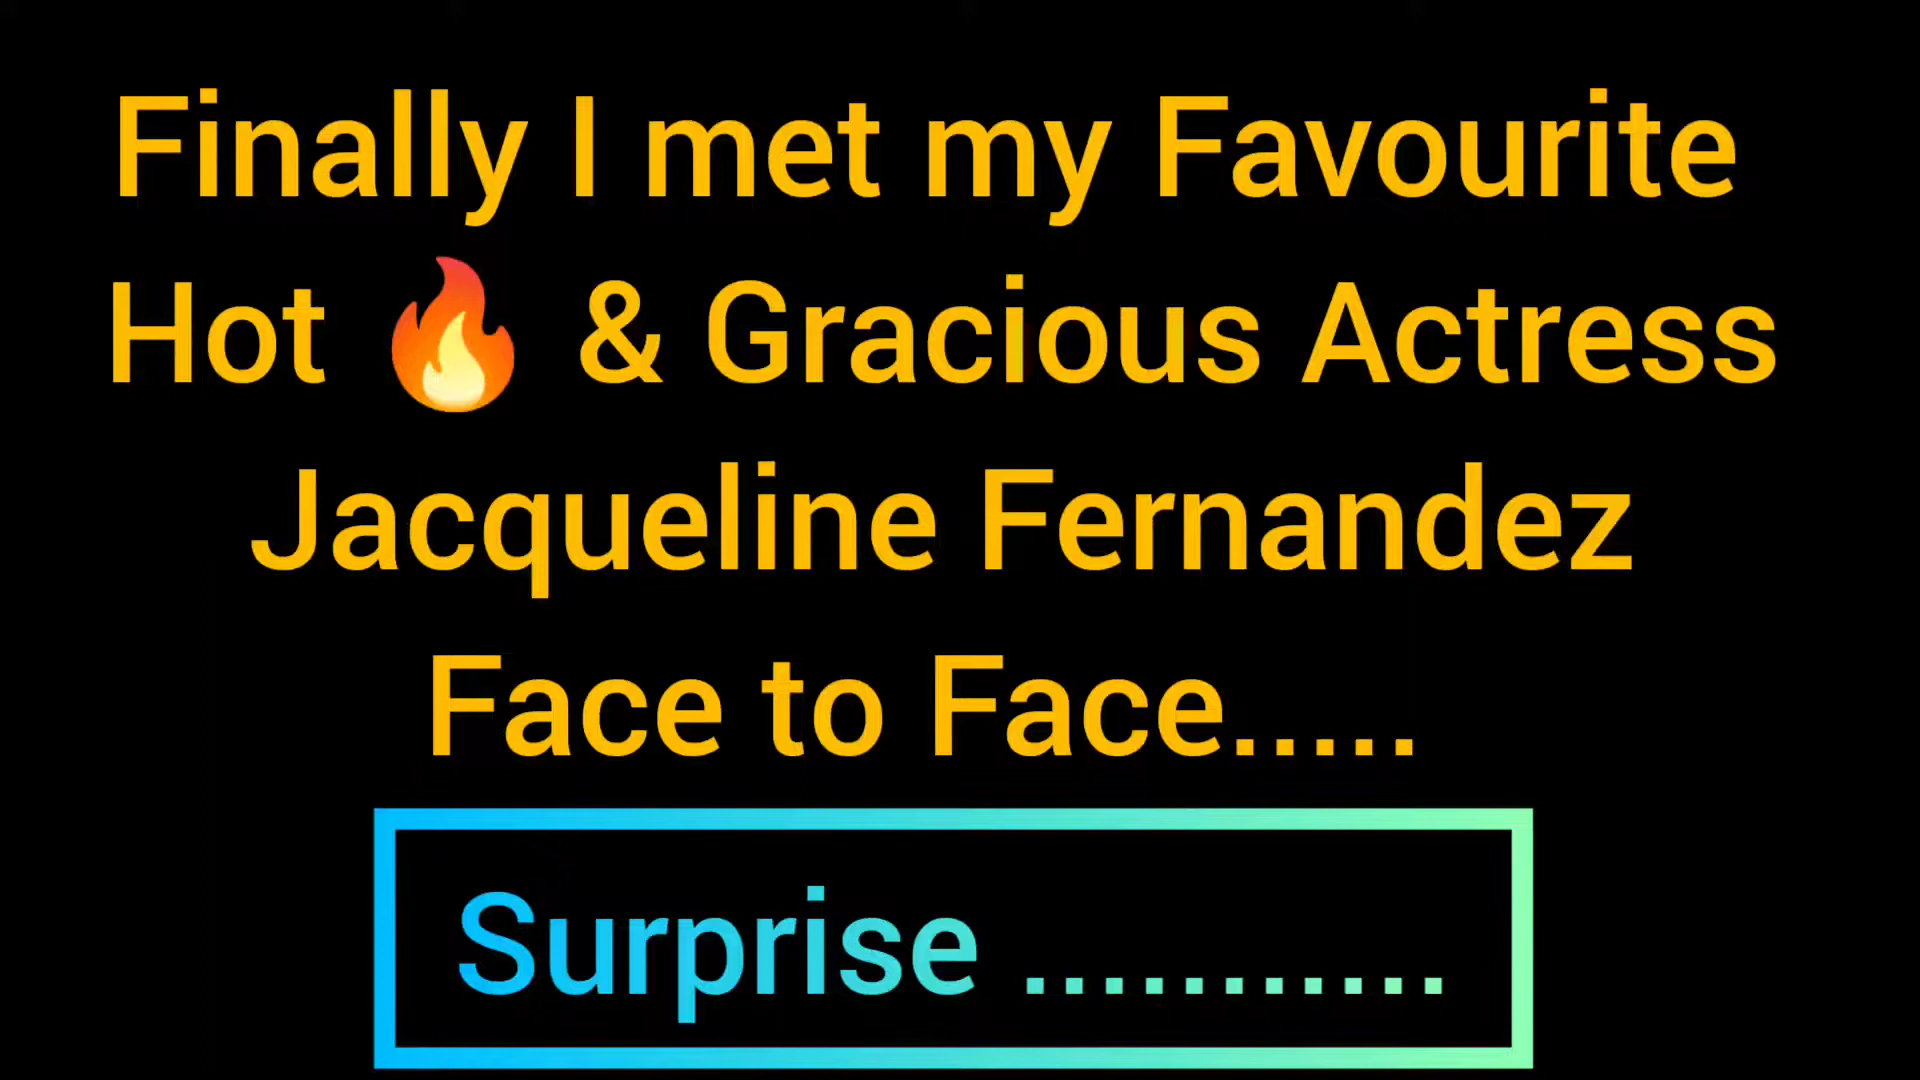 Finally I met my Favourite
Hot 🔥 & Gracious Actress
Jacqueline Fernandez
Face to Face.....
Surprise ...........